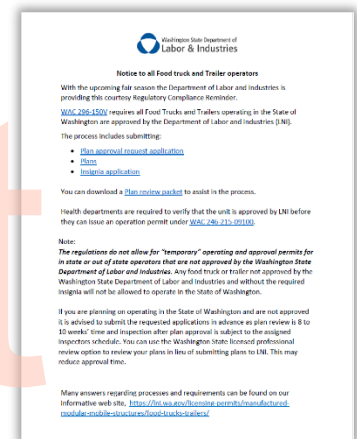 Washington State Department of
Labor & Industries
Notice to all Food truck and Trailer operators
With the upcoming fair season the Department of Labor and Industries is
providing this courtesy Regulatory Compliance Reminder.
WAC 296-150V requires all Food Trucks and Trailers operating in the State of
Washington are approved by the Department of Labor and Industries (LNI).
The process includes submitting:
• Plan approval request application
• Plans
• Insignia application
You can download a Plan review packet to assist in the process.
Health departments are required to verify that the unit is approved by LNI before
they can issue an operation permit under WAC 246-215-09100.
Note:
The regulations do not allow for "temporary" operating and approval permits for
in state or out of state operators that are not approved by the Washington State
Department of Labor and Industries. Any food truck or trailer not approved by the
Washington State Department of Labor and Industries and without the required
insignia will not be allowed to operate in the State of Washington.
If you are planning on operating in the State of Washington and are not approved
it is advised to submit the requested applications in advance as plan review is 8 to
10 weeks' time and inspection after plan approval is subject to the assigned
inspectors schedule. You can use the Washington State licensed professional
review option to review your plans in lieu of submitting plans to LNI. This may
reduce approval time.
Many answers regarding processes and requirements can be found on our
informative web site, https://lni.wa.gov/licensing-permits/manufactured-
modular-mobile-structures/food-trucks-trailers/